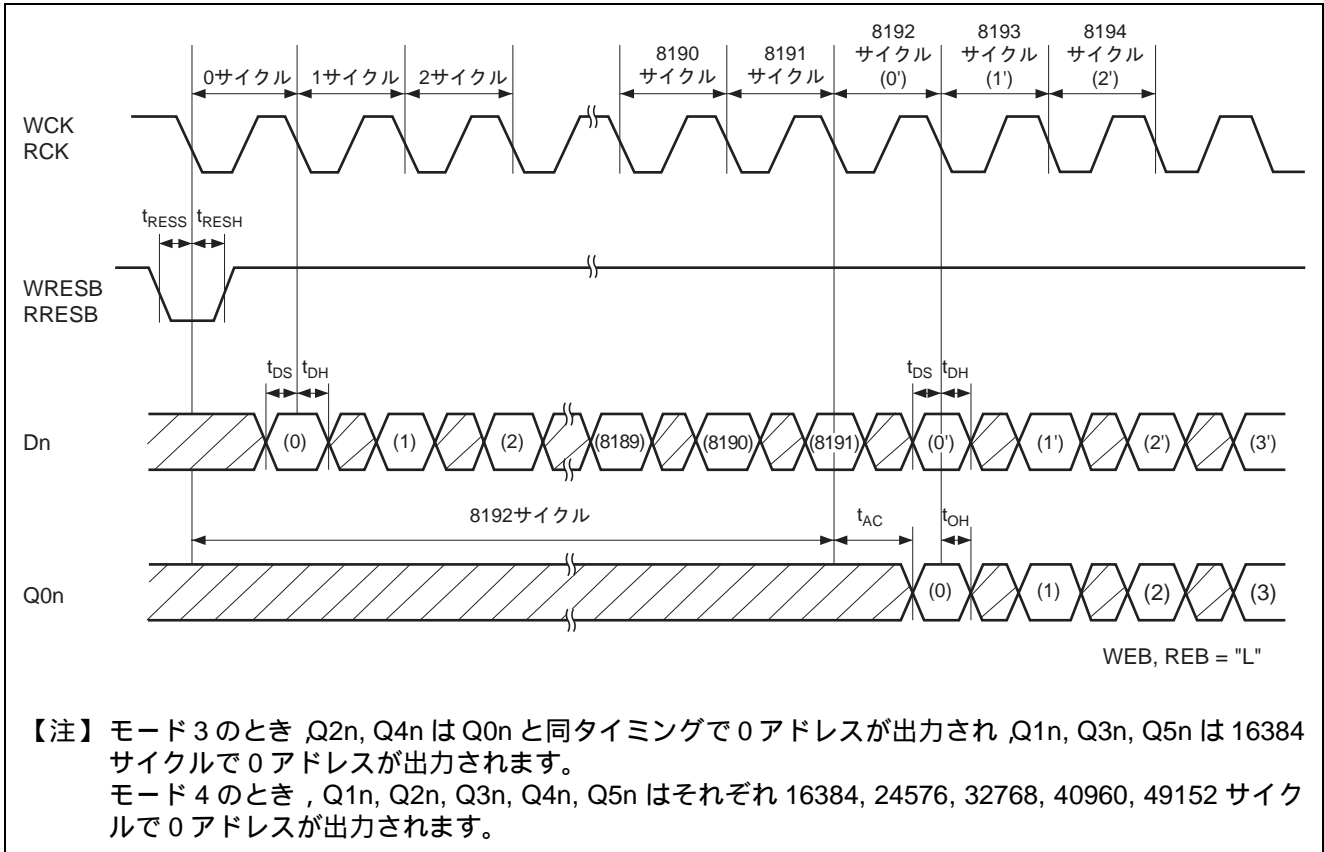 0サイクル 1サイクル 2サイクル 8190 サイクル 8191 サイクル 8192 サイクル (0') 8193 サイクル (1') 8194 サイクル (2')
WCK
RCK
tRESS tRESH
WRESB
RRESB
tDS tDH tDS tDH
Dn (0) (1) (2) (8189) (8190) (8191) (0') (1') (2') (3')
8192サイクル tAC tOH
Q0n (0) (1) (2) (3)
WEB, REB = "L"
【注】 モード 3 のとき ,Q2n, Q4n は Q0n と同タイミングで 0 アドレスが出力され ,Q1n, Q3n, Q5n は 16384
サイクルで 0 アドレスが出力されます。
モード 4 のとき , Q1n, Q2n, Q3n, Q4n, Q5n はそれぞれ 16384, 24576, 32768, 40960, 49152 サイク
ルで 0 アドレスが出力されます。